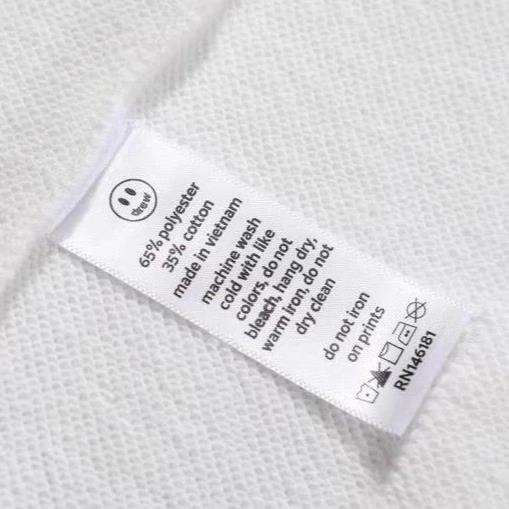 drew
65% polyester
35% cotton
made in vietnam
machine wash
cold with like
colors, do not
bleach, hang dry,
warm iron, do not
dry clean
do not iron
on prints
RN146181